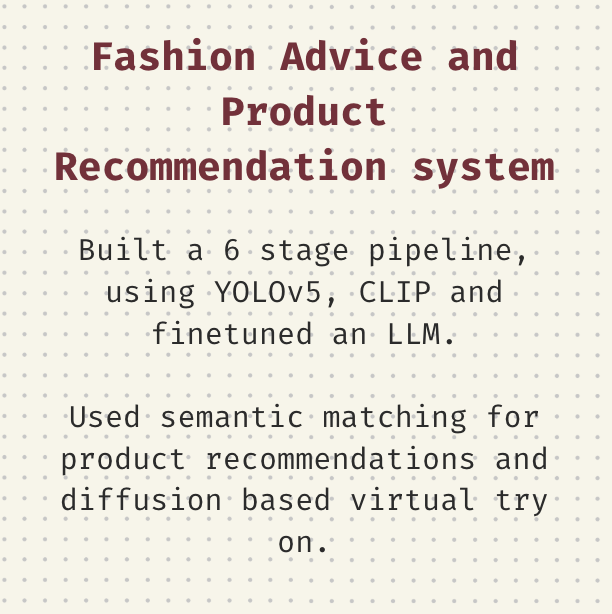 Fashion Advice and
Product
Recommendation system
Built a 6 stage pipeline,
using YOLOv5, CLIP and
finetuned an LLM.
Used semantic matching for
product recommendations and
diffusion based virtual try
on.